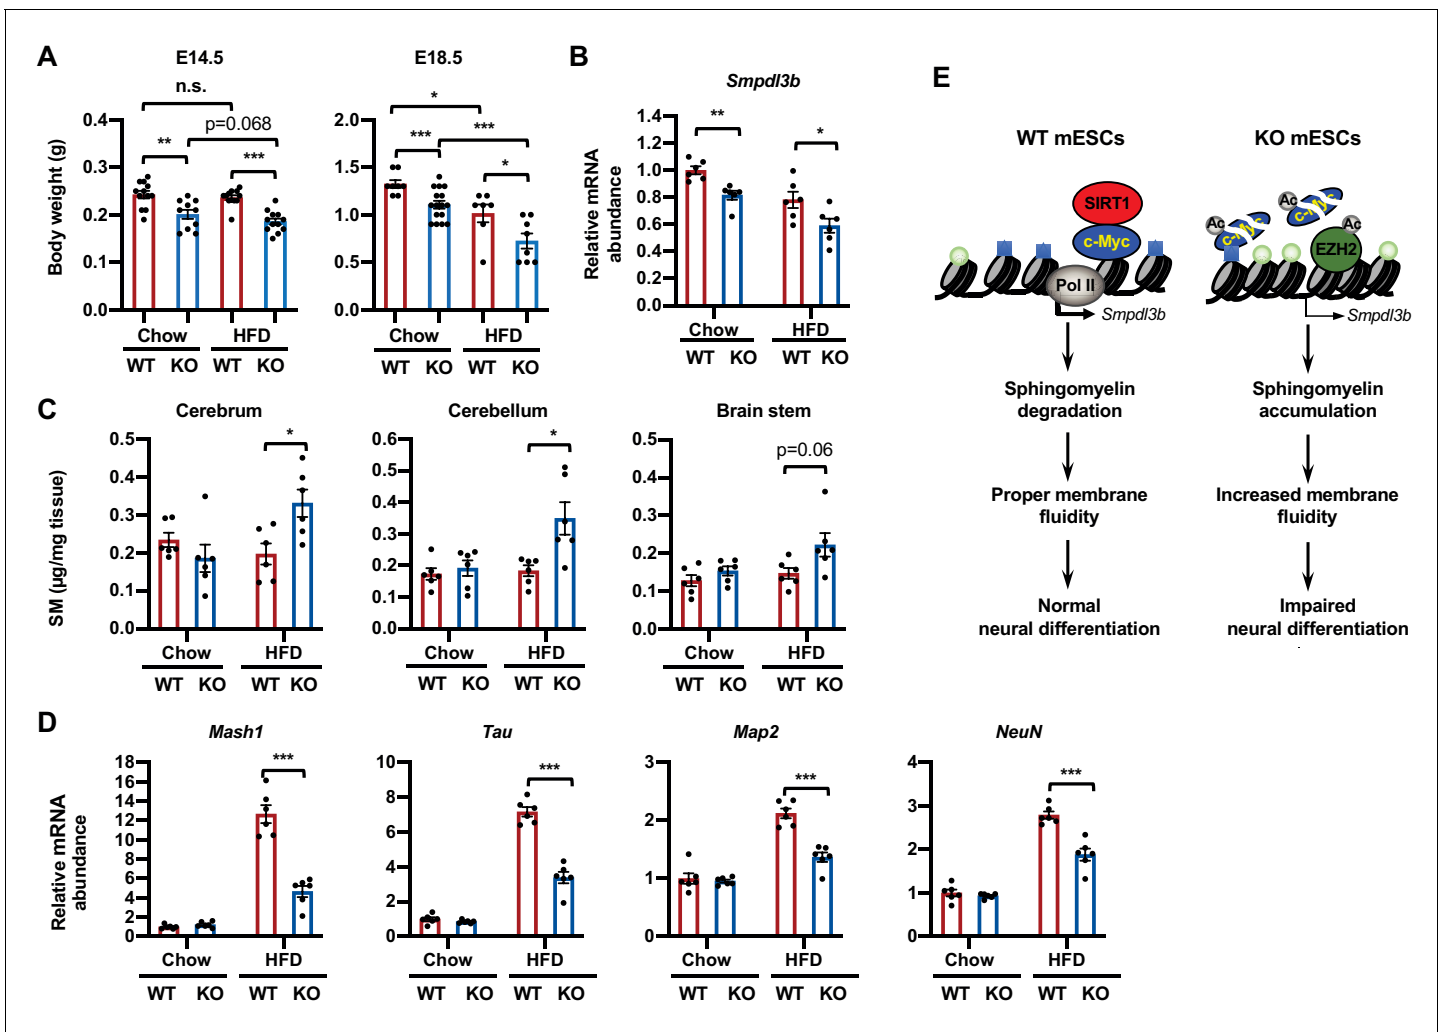 A
E14.5
n.s.
p=0.068
**
***
Body weight (g)
0.4
0.3
0.2
0.1
0.0
Chow
HFD
WT KO WT KO
E18.5
*
***
***
*
2.0
1.5
1.0
0.5
0.0
Chow
HFD
WT KO WT KO
B
Smpdl3b
**
*
Relative mRNA
abundance
1.4
1.2
1.0
0.8
0.6
0.4
0.2
0.0
Chow
HFD
WT KO WT KO
C
Cerebrum
*
SM (µg/mg tissue)
0.5
0.4
0.3
0.2
0.1
0.0
Chow
HFD
WT KO WT KO
Cerebellum
*
0.6
0.5
0.4
0.3
0.2
0.1
0.0
Chow
HFD
WT KO WT KO
Brain stem
p=0.06
0.5
0.4
0.3
0.2
0.1
0.0
Chow
HFD
WT KO WT KO
D
Mash1
***
Relative mRNA
abundance
18
16
14
12
10
8
6
4
2
0
Chow
HFD
WT KO WT KO
Tau
***
10
8
6
4
2
0
Chow
HFD
WT KO WT KO
Map2
***
3
2
1
0
Chow
HFD
WT KO WT KO
NeuN
***
4
3
2
1
0
Chow
HFD
WT KO WT KO
E
WT mESCs
SIRT1
c-Myc
Pol II
Smpdl3b
Sphingomyelin
degradation
Proper membrane
fluidity
Normal
neural differentiation
KO mESCs
Ac
c-Myc
Ac
c-Myc
Ac
EZH2
Smpdl3b
Sphingomyelin
accumulation
Increased membrane
fluidity
Impaired
neural differentiation